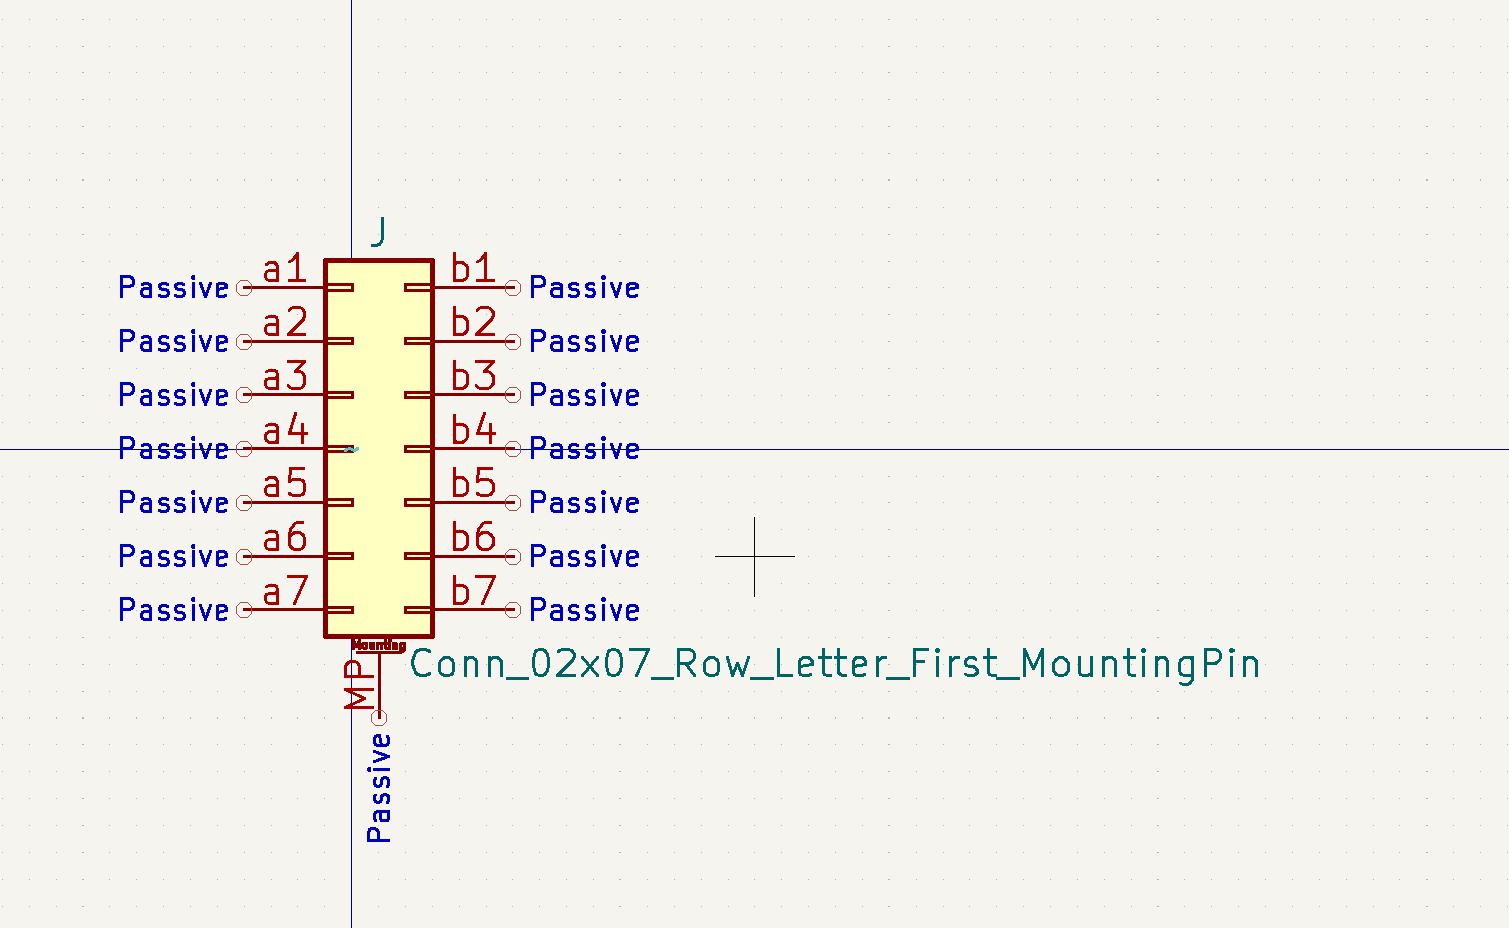 J
Passive a1 b1 Passive
Passive a2 b2 Passive
Passive a3 b3 Passive
Passive a4 b4 Passive
Passive a5 b5 Passive
Passive a6 b6 Passive
Passive a7 b7 Passive
Mounting
MP
Conn_02x07_Row_Letter_First_MountingPin
Passive